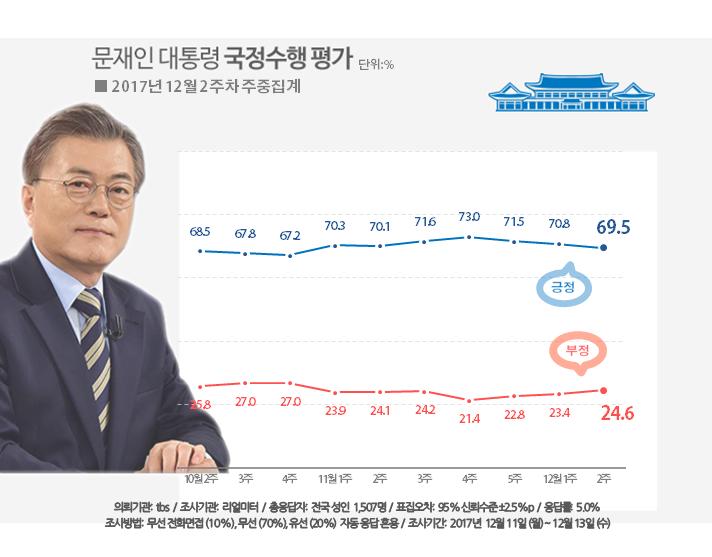 문재인 대통령 국정수행 평가 단위:%
■ 2017년 12월 2주차 주중집계
68.5 67.8 67.2 70.3 70.1 71.6 73.0 71.5 70.8 69.5
긍정
부정
25.8 27.0 27.0 23.9 24.1 24.2 21.4 22.8 23.4 24.6
10월 2주 3주 4주 11월 1주 2주 3주 4주 5주 12월 1주 2주
의뢰기관: tbs / 조사기관: 리얼미터 / 총응답자: 전국 성인 1,507명 / 표집오차: 95% 신뢰수준 ±2.5%p / 응답률: 5.0%
조사방법: 무선 전화면접 (10%), 무선 (70%), 유선 (20%) 자동 응답 혼용 / 조사기간: 2017년 12월 11일 (월) ~ 12월 13일 (수)